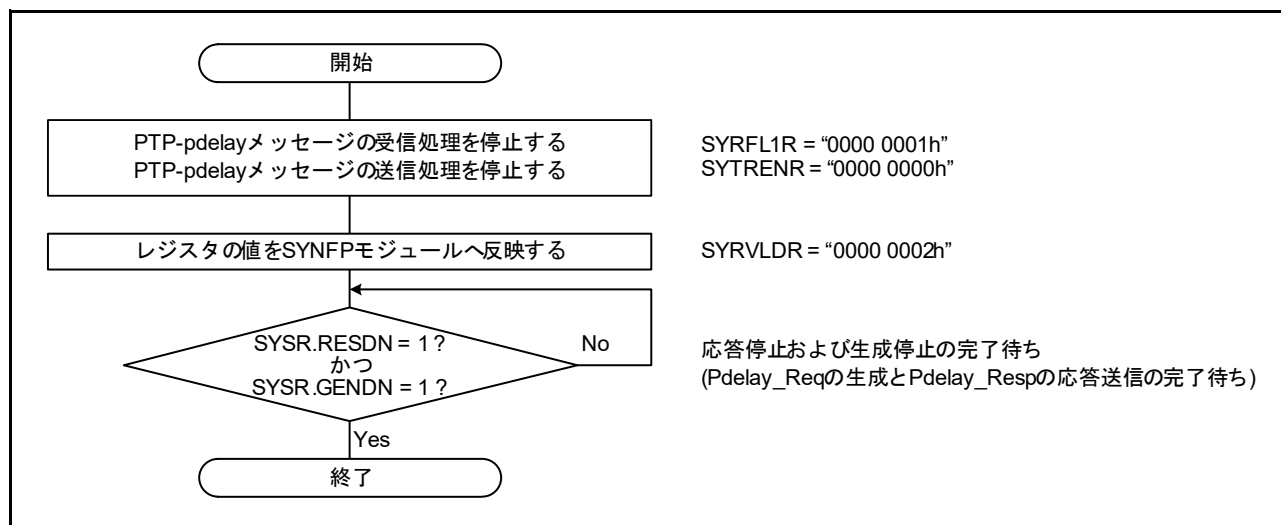 開始
PTP-pdelayメッセージの受信処理を停止する
PTP-pdelayメッセージの送信処理を停止する
SYRFL1R = “0000 0001h”
SYTRENR = “0000 0000h”
レジスタの値をSYNFPモジュールへ反映する
SYRVLDR = “0000 0002h”
SYSR.RESDN = 1 ?
かつ
SYSR.GENDN = 1 ?
No
応答停止および生成停止の完了待ち
(Pdelay_Reqの生成とPdelay_Respの応答送信の完了待ち)
Yes
終了